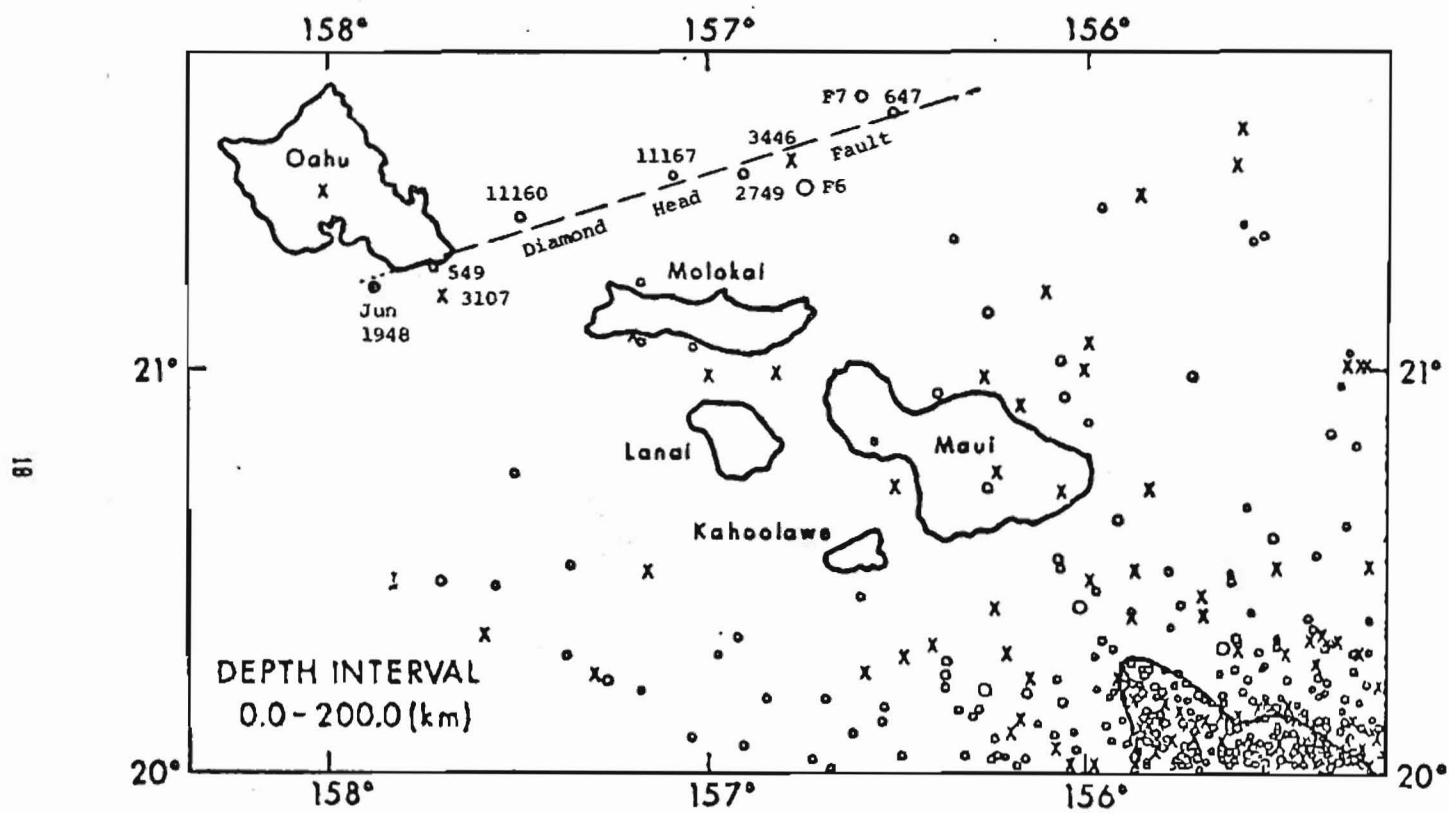 158° 157° 156°
F7 647
3446
Fault
Oahu
11167
2749 F6
11160
Head
Diamond
549
Molokai
3107
Jun
1948
21° 21°
Maui
Lanai
18
Kahoolawe
DEPTH INTERVAL
0.0-200.0(km)
20° 20°
158° 157° 156°